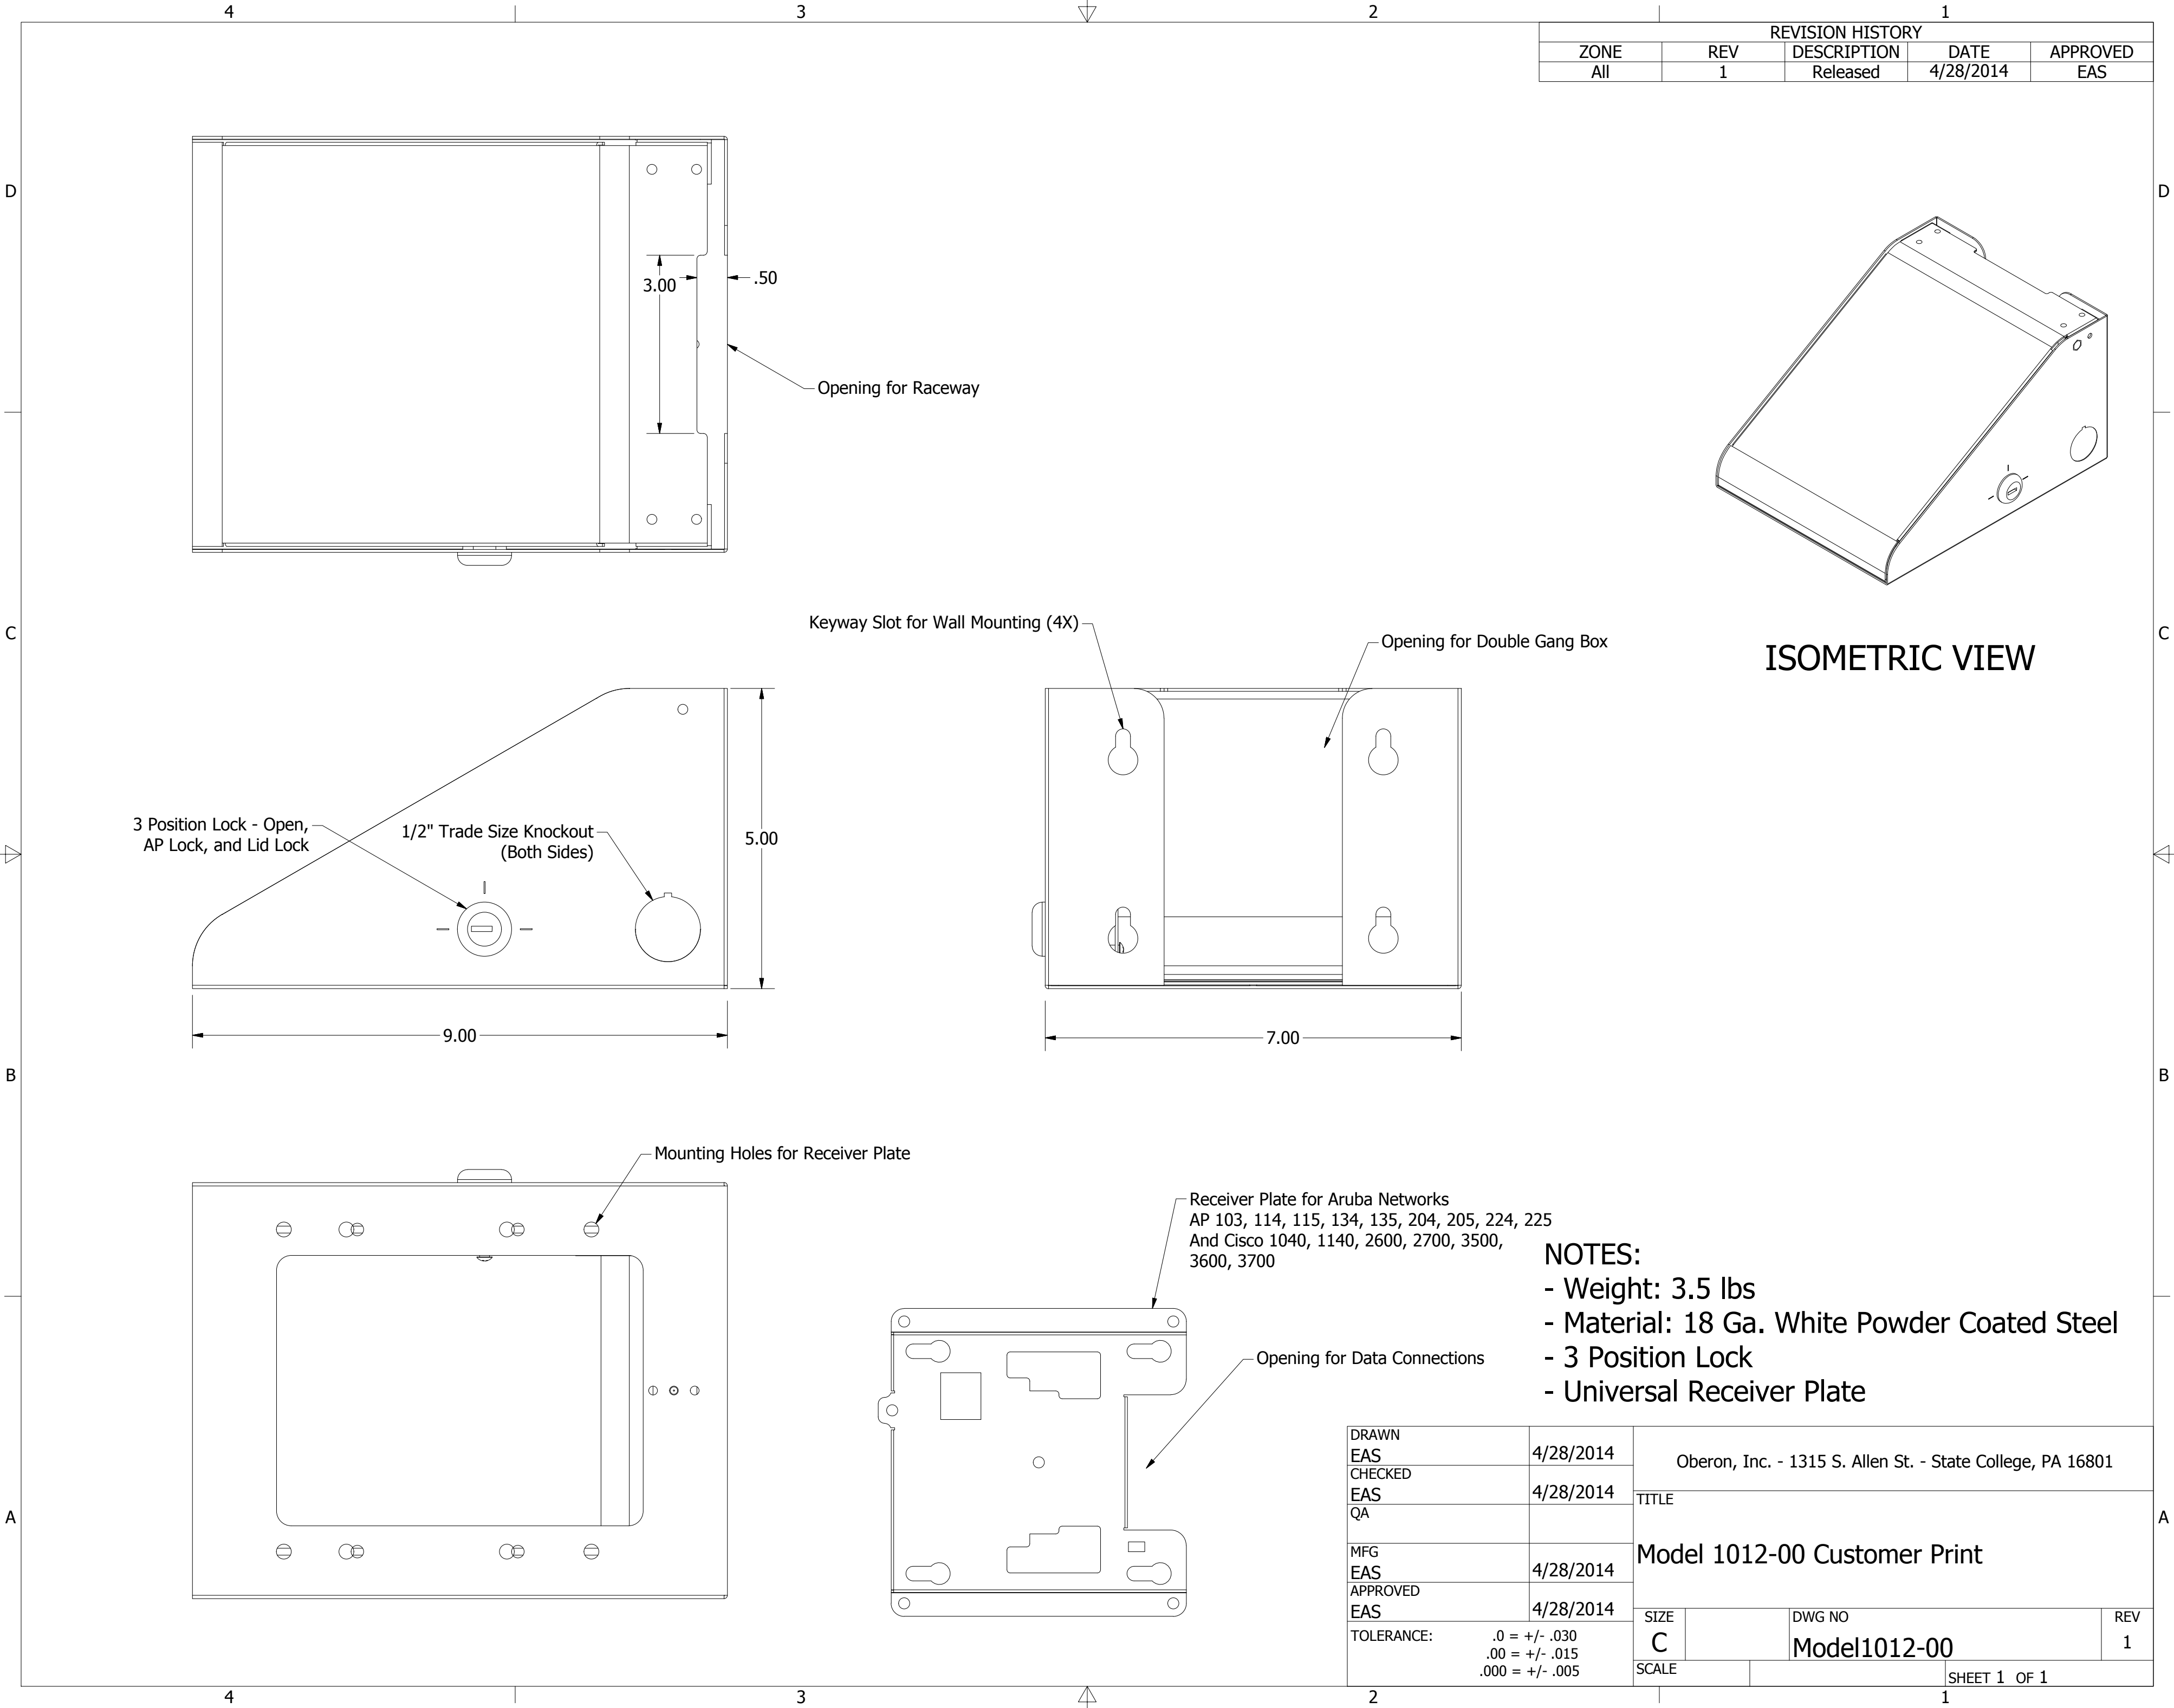 4 3 2 1
REVISION HISTORY
ZONE REV DESCRIPTION DATE APPROVED
All 1 Released 4/28/2014 EAS
D D
3.00
.50
Opening for Raceway
C C
ISOMETRIC VIEW
Keyway Slot for Wall Mounting (4X)
Opening for Double Gang Box
3 Position Lock - Open,
AP Lock, and Lid Lock
1/2" Trade Size Knockout
(Both Sides)
5.00
9.00
7.00
B B
Mounting Holes for Receiver Plate
Receiver Plate for Aruba Networks
AP 103, 114, 115, 134, 135, 204, 205, 224, 225
And Cisco 1040, 1140, 2600, 2700, 3500,
3600, 3700
Opening for Data Connections
NOTES:
- Weight: 3.5 lbs
- Material: 18 Ga. White Powder Coated Steel
- 3 Position Lock
- Universal Receiver Plate
A A
DRAWN
EAS 4/28/2014
CHECKED
EAS 4/28/2014
QA
MFG
EAS 4/28/2014
APPROVED
EAS 4/28/2014
TOLERANCE: .0 = +/- .030
.00 = +/- .015
.000 = +/- .005
Oberon, Inc. - 1315 S. Allen St. - State College, PA 16801
TITLE
Model 1012-00 Customer Print
SIZE
C
DWG NO
Model1012-00
REV
1
SCALE
SHEET 1 OF 1
4 3 2 1